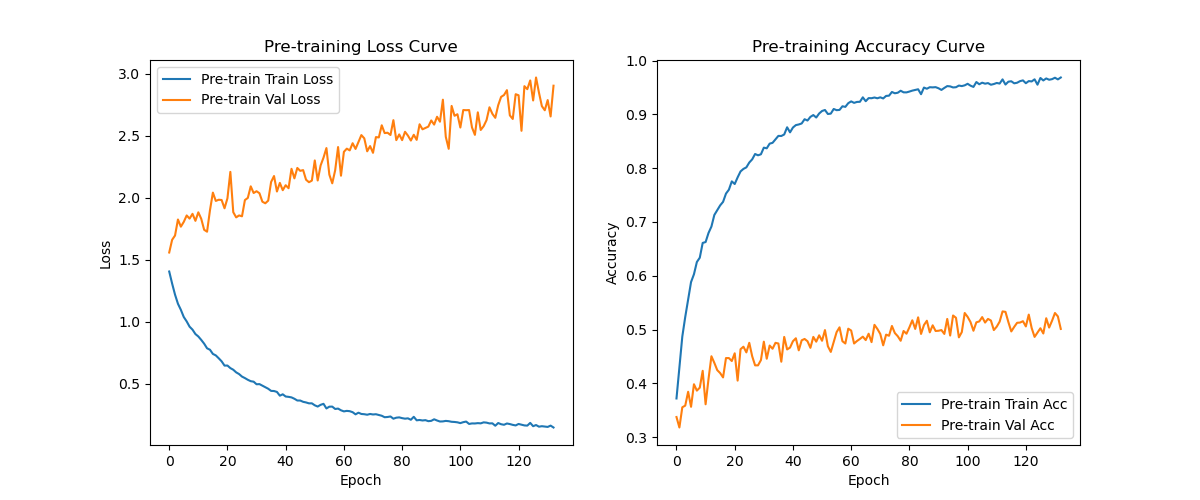 Pre-training Loss Curve
Pre-train Train Loss
Pre-train Val Loss
3.0
2.5
2.0
1.5
1.0
0.5
Loss
0 20 40 60 80 100 120
Epoch
Pre-training Accuracy Curve
1.0
0.9
0.8
0.7
0.6
0.5
0.4
0.3
Accuracy
Pre-train Train Acc
Pre-train Val Acc
0 20 40 60 80 100 120
Epoch